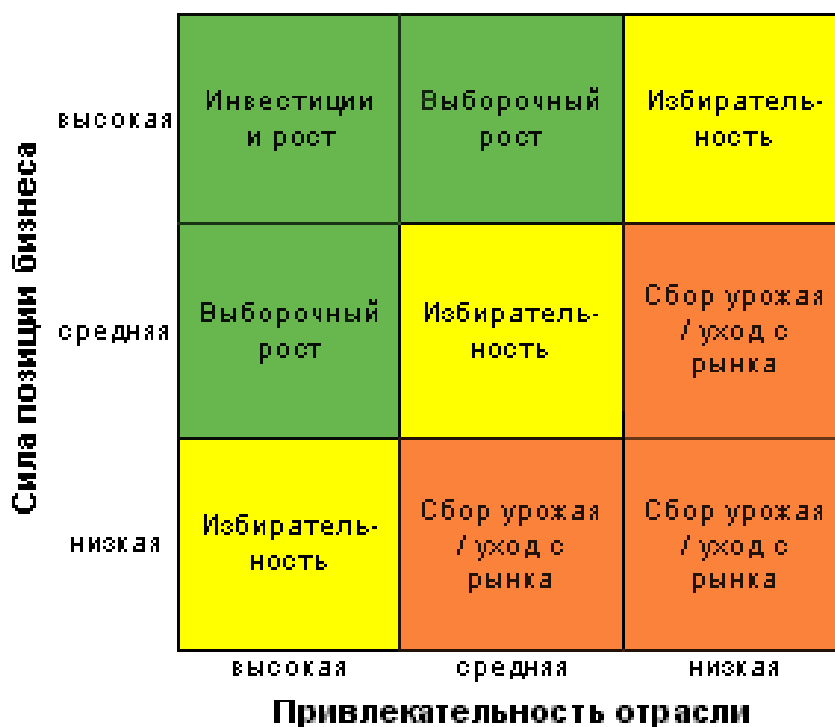 Сила позиции бизнеса
высокая
Инвестиции
и рост
Выборочный
рост
Избиратель-
ность
средняя
Выборочный
рост
Избиратель-
ность
Сбор урожая
/ уход с
рынка
низкая
Избиратель-
ность
Сбор урожая
/ уход с
рынка
Сбор урожая
/ уход с
рынка
высокая
средняя
низкая
Привлекательность отрасли